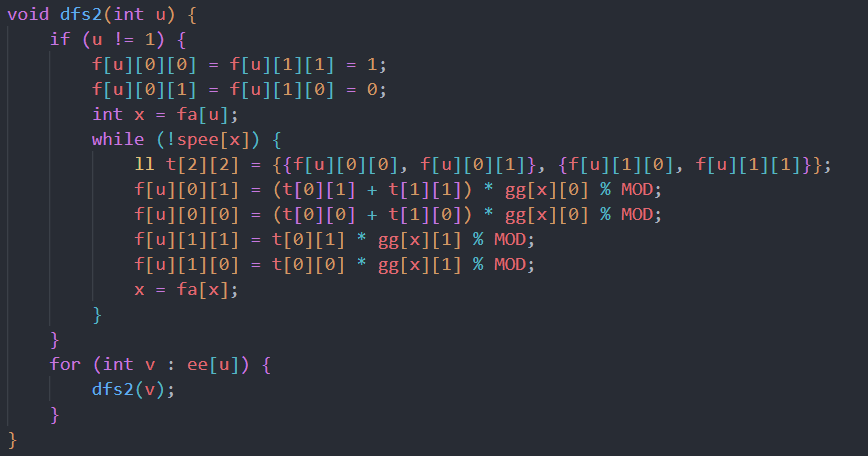 void dfs2(int u) {
    if (u != 1) {
        f[u][0][0] = f[u][1][1] = 1;
        f[u][0][1] = f[u][1][0] = 0;
        int x = fa[u];
        while (!spee[x]) {
            ll t[2][2] = {{f[u][0][0], f[u][0][1]}, {f[u][1][0], f[u][1][1]}};
            f[u][0][1] = (t[0][1] + t[1][1]) * gg[x][0] % MOD;
            f[u][0][0] = (t[0][0] + t[1][0]) * gg[x][0] % MOD;
            f[u][1][1] = t[0][1] * gg[x][1] % MOD;
            f[u][1][0] = t[0][0] * gg[x][1] % MOD;
            x = fa[x];
        }
    }
    for (int v : ee[u]) {
        dfs2(v);
    }
}